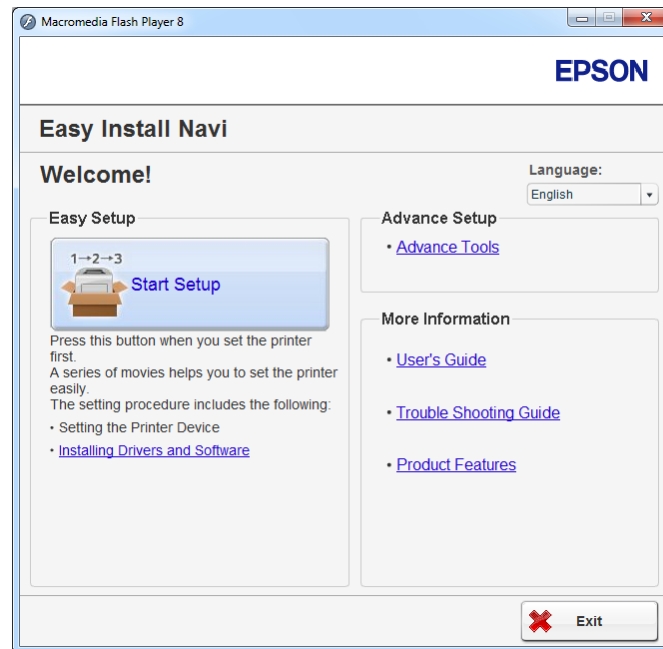 Macromedia Flash Player 8
EPSON
Easy Install Navi
Welcome!
Language:
English
Easy Setup
1→2→3
Start Setup
Press this button when you set the printer
first.
A series of movies helps you to set the printer
easily.
The setting procedure includes the following:
• Setting the Printer Device
• Installing Drivers and Software
Advance Setup
• Advance Tools
More Information
• User's Guide
• Trouble Shooting Guide
• Product Features
Exit